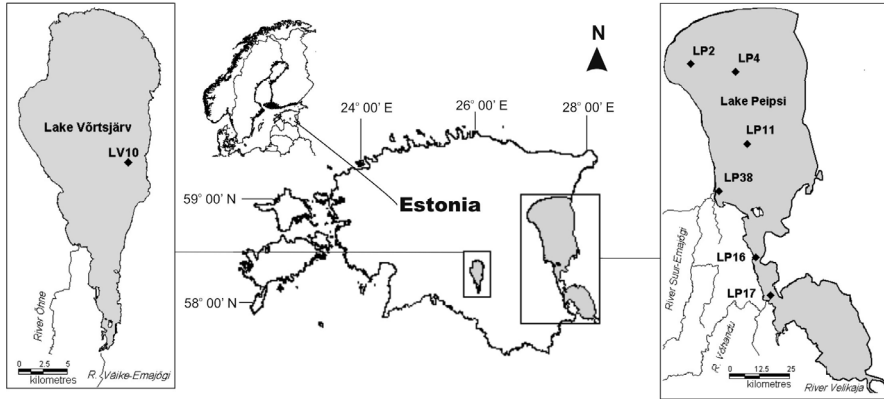 Lake Võrtsjärv
LV10
River Õhne
0 2.5 5
kilometres
R. Väike-Emajõgi
N
24° 00' E
26° 00' E
28° 00' E
59° 00' N
58° 00' N
Estonia
LP2
LP4
Lake Peipsi
LP11
LP38
LP16
LP17
River Suur-Emajõgi
R. Võhandu
0 12.5 25
kilometres
River Velikaja